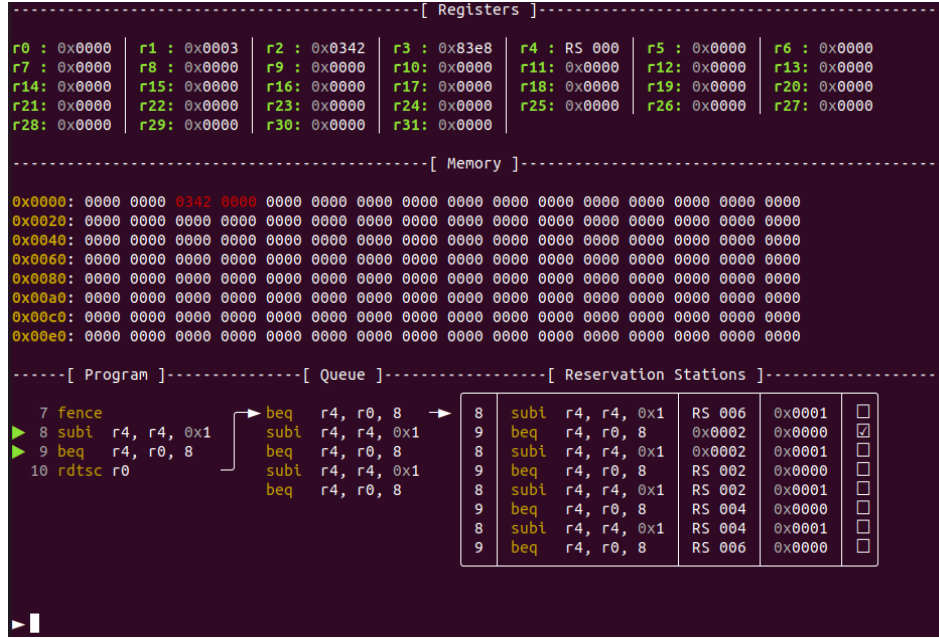 ---------------------------------------------[ Registers ]--------------------------------------------
r0 : 0x0000 │ r1 : 0x0003 │ r2 : 0x0342 │ r3 : 0x83e8 │ r4 : RS 000 │ r5 : 0x0000 │ r6 : 0x0000
r7 : 0x0000 │ r8 : 0x0000 │ r9 : 0x0000 │ r10: 0x0000 │ r11: 0x0000 │ r12: 0x0000 │ r13: 0x0000
r14: 0x0000 │ r15: 0x0000 │ r16: 0x0000 │ r17: 0x0000 │ r18: 0x0000 │ r19: 0x0000 │ r20: 0x0000
r21: 0x0000 │ r22: 0x0000 │ r23: 0x0000 │ r24: 0x0000 │ r25: 0x0000 │ r26: 0x0000 │ r27: 0x0000
r28: 0x0000 │ r29: 0x0000 │ r30: 0x0000 │ r31: 0x0000 │
----------------------------------------------[ Memory ]----------------------------------------------
0x0000: 0000 0000 0342 0000 0000 0000 0000 0000 0000 0000 0000 0000 0000 0000 0000 0000
0x0020: 0000 0000 0000 0000 0000 0000 0000 0000 0000 0000 0000 0000 0000 0000 0000 0000
0x0040: 0000 0000 0000 0000 0000 0000 0000 0000 0000 0000 0000 0000 0000 0000 0000 0000
0x0060: 0000 0000 0000 0000 0000 0000 0000 0000 0000 0000 0000 0000 0000 0000 0000 0000
0x0080: 0000 0000 0000 0000 0000 0000 0000 0000 0000 0000 0000 0000 0000 0000 0000 0000
0x00a0: 0000 0000 0000 0000 0000 0000 0000 0000 0000 0000 0000 0000 0000 0000 0000 0000
0x00c0: 0000 0000 0000 0000 0000 0000 0000 0000 0000 0000 0000 0000 0000 0000 0000 0000
0x00e0: 0000 0000 0000 0000 0000 0000 0000 0000 0000 0000 0000 0000 0000 0000 0000 0000
------[ Program ]---------------[ Queue ]------------------[ Reservation Stations ]-------------------
7 fence ► beq r4, r0, 8 ► 8 │ subi r4, r4, 0x1 │ RS 006 │ 0x0001 │ ☐
► 8 subi r4, r4, 0x1 subi r4, r4, 0x1 9 │ beq r4, r0, 8 │ 0x0002 │ 0x0000 │ ☑
► 9 beq r4, r0, 8 beq r4, r0, 8 8 │ subi r4, r4, 0x1 │ 0x0002 │ 0x0001 │ ☐
10 rdtsc r0 subi r4, r4, 0x1 9 │ beq r4, r0, 8 │ RS 002 │ 0x0000 │ ☐
beq r4, r0, 8 8 │ subi r4, r4, 0x1 │ RS 002 │ 0x0001 │ ☐
9 │ beq r4, r0, 8 │ RS 004 │ 0x0000 │ ☐
8 │ subi r4, r4, 0x1 │ RS 004 │ 0x0001 │ ☐
9 │ beq r4, r0, 8 │ RS 006 │ 0x0000 │ ☐
►